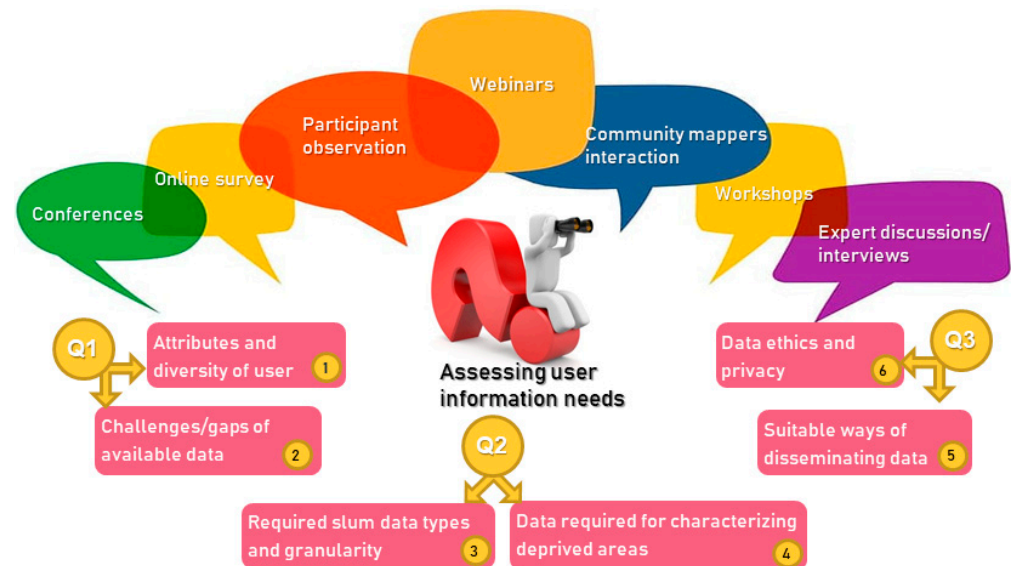 Webinars
Participant
observation
Community mappers
interaction
Online survey
Workshops
Conferences
Expert discussions/
interviews
Q1
Attributes and
diversity of user
1
Challenges/gaps of
available data
2
Assessing user
information needs
Q2
Required slum data types
and granularity
3
Data required for characterizing
deprived areas
4
Q3
Data ethics and
privacy
6
Suitable ways of
disseminating data
5